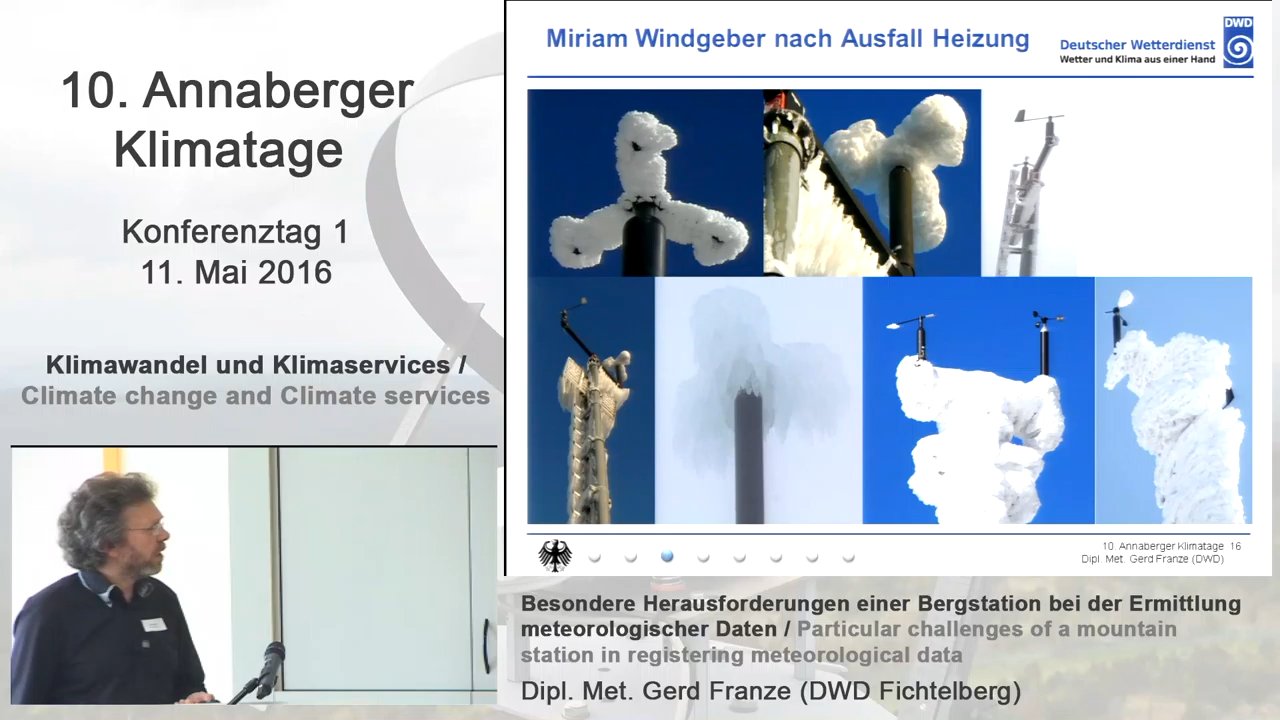 10. Annaberger
Klimatage
Konferenztag 1
11. Mai 2016
Klimawandel und Klimaservices /
Climate change and Climate services
Miriam Windgeber nach Ausfall Heizung
DWD
Deutscher Wetterdienst
Wetter und Klima aus einer Hand
10. Annaberger Klimatage 16
Dipl. Met. Gerd Franze (DWD)
Besondere Herausforderungen einer Bergstation bei der Ermittlung
meteorologischer Daten / Particular challenges of a mountain
station in registering meteorological data
Dipl. Met. Gerd Franze (DWD Fichtelberg)